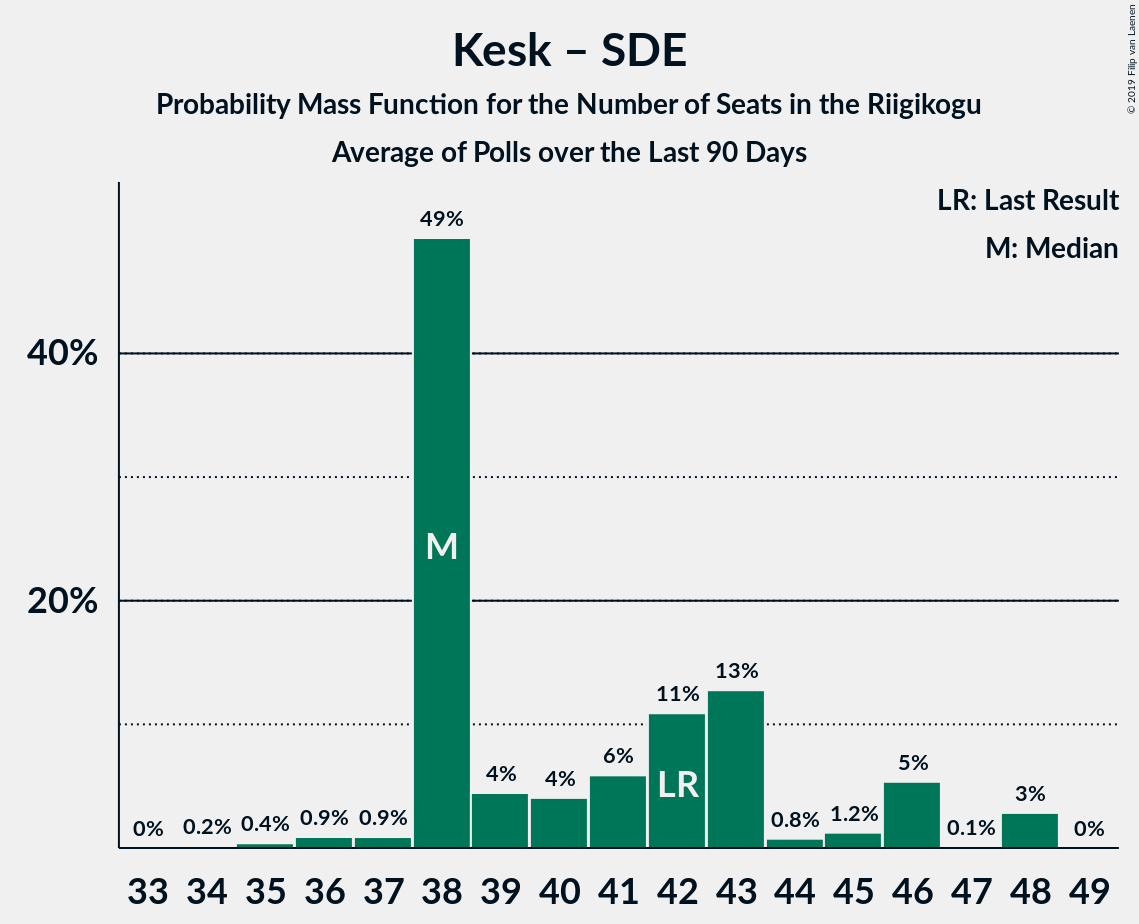 Kesk – SDE
Probability Mass Function for the Number of Seats in the Riigikogu
Average of Polls over the Last 90 Days
© 2019 Filip van Laenen
LR: Last Result
M: Median
40%
20%
0% 0.2% 0.4% 0.9% 0.9% 49% 4% 4% 6% 11% 13% 0.8% 1.2% 5% 0.1% 3% 0%
M
LR
33 34 35 36 37 38 39 40 41 42 43 44 45 46 47 48 49